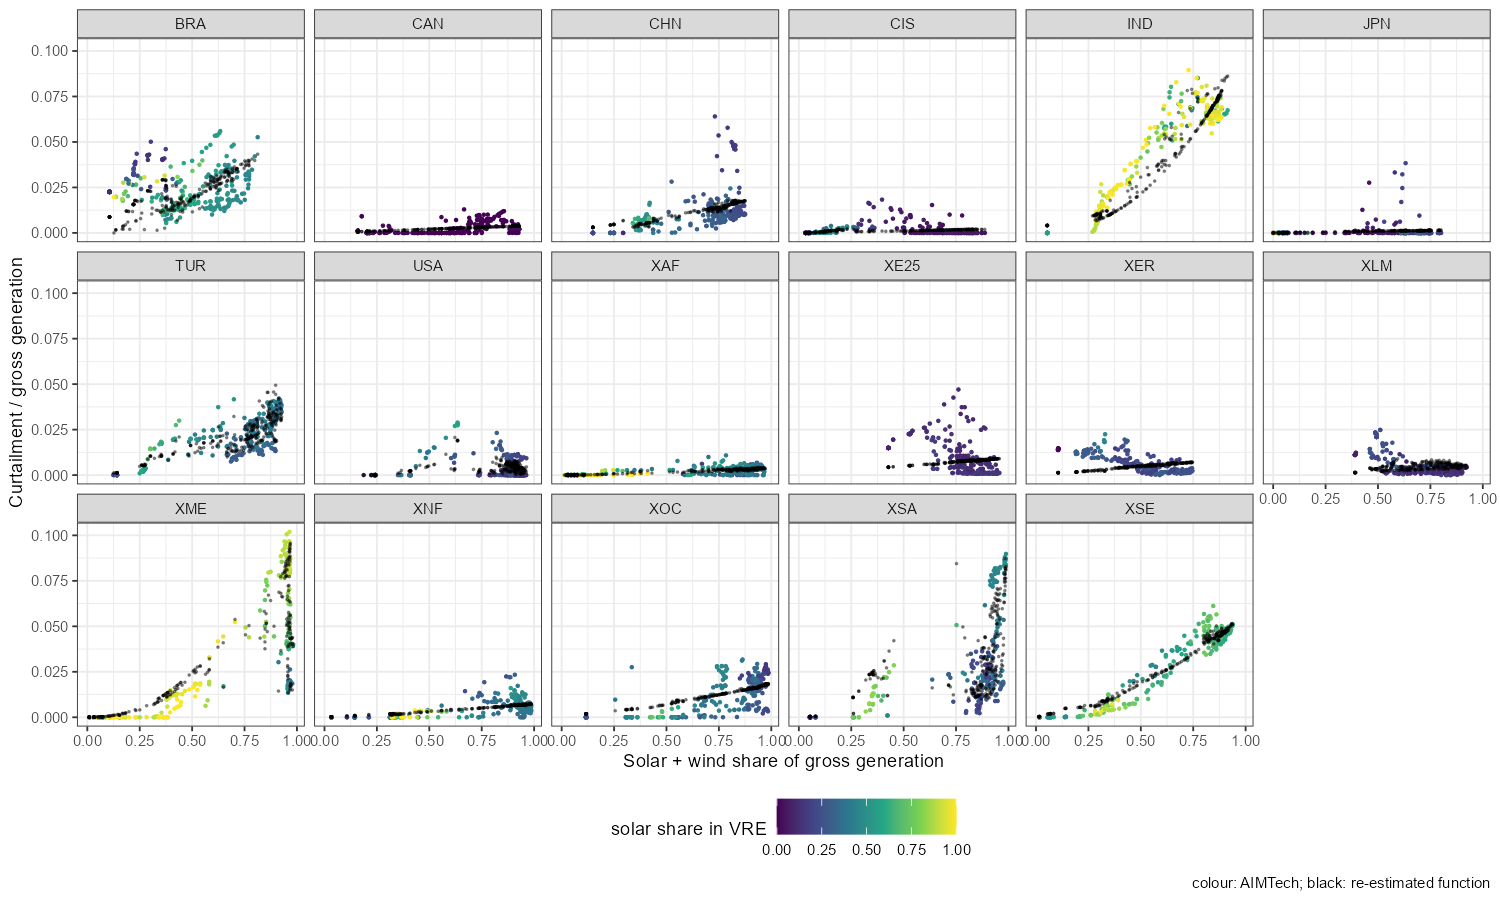 BRA CAN CHN CIS IND JPN
0.100
0.075
0.050
0.025
0.000
TUR USA XAF XE25 XER XLM
0.100
0.075
0.050
0.025
0.000
0.00 0.25 0.50 0.75 1.00
XME XNF XOC XSA XSE
0.100
0.075
0.050
0.025
0.000
0.00 0.25 0.50 0.75 1.00 0.00 0.25 0.50 0.75 1.00 0.00 0.25 0.50 0.75 1.00 0.00 0.25 0.50 0.75 1.00 0.00 0.25 0.50 0.75 1.00
Curtailment / gross generation
Solar + wind share of gross generation
solar share in VRE
0.00 0.25 0.50 0.75 1.00
colour: AIMTech; black: re-estimated function